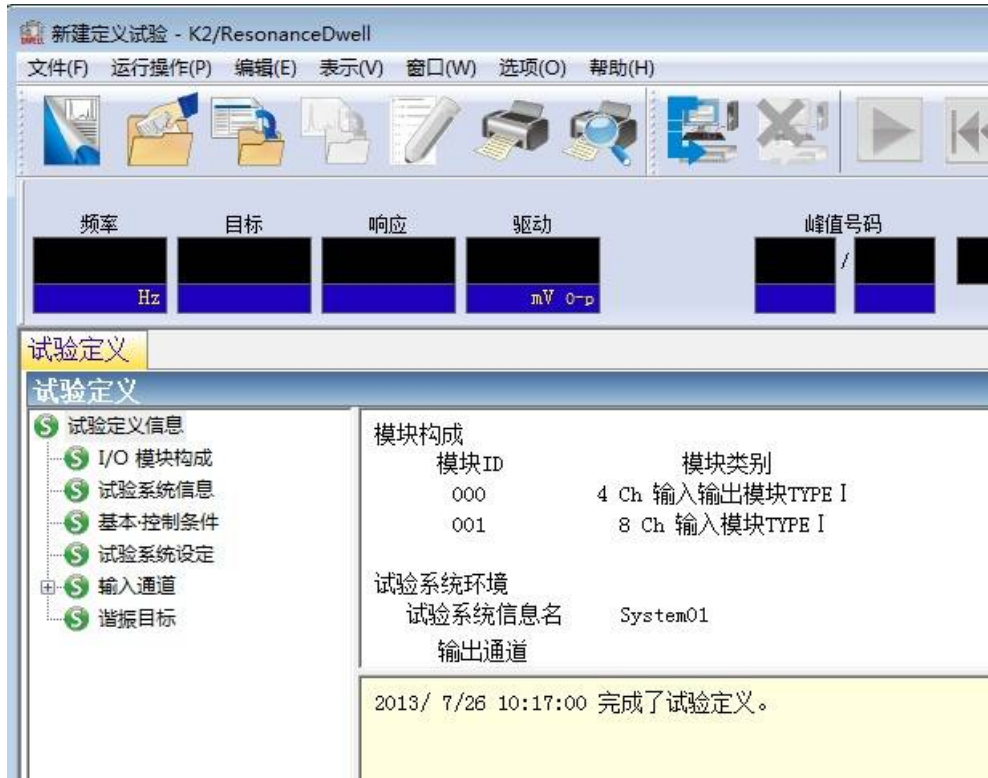 新建定义试验 - K2/ResonanceDwell
文件(F) 运行操作(P) 编辑(E) 表示(V) 窗口(W) 选项(O) 帮助(H)
频率 目标 响应 驱动 峰值号码
/
Hz mV 0-p
试验定义
试验定义
试验定义信息
I/O 模块构成
试验系统信息
基本·控制条件
试验系统设定
输入通道
谐振目标
模块构成
模块ID 模块类别
000 4 Ch 输入输出模块TYPEⅠ
001 8 Ch 输入模块TYPEⅠ
试验系统环境
试验系统信息名 System01
输出通道
2013/ 7/26 10:17:00 完成了试验定义。